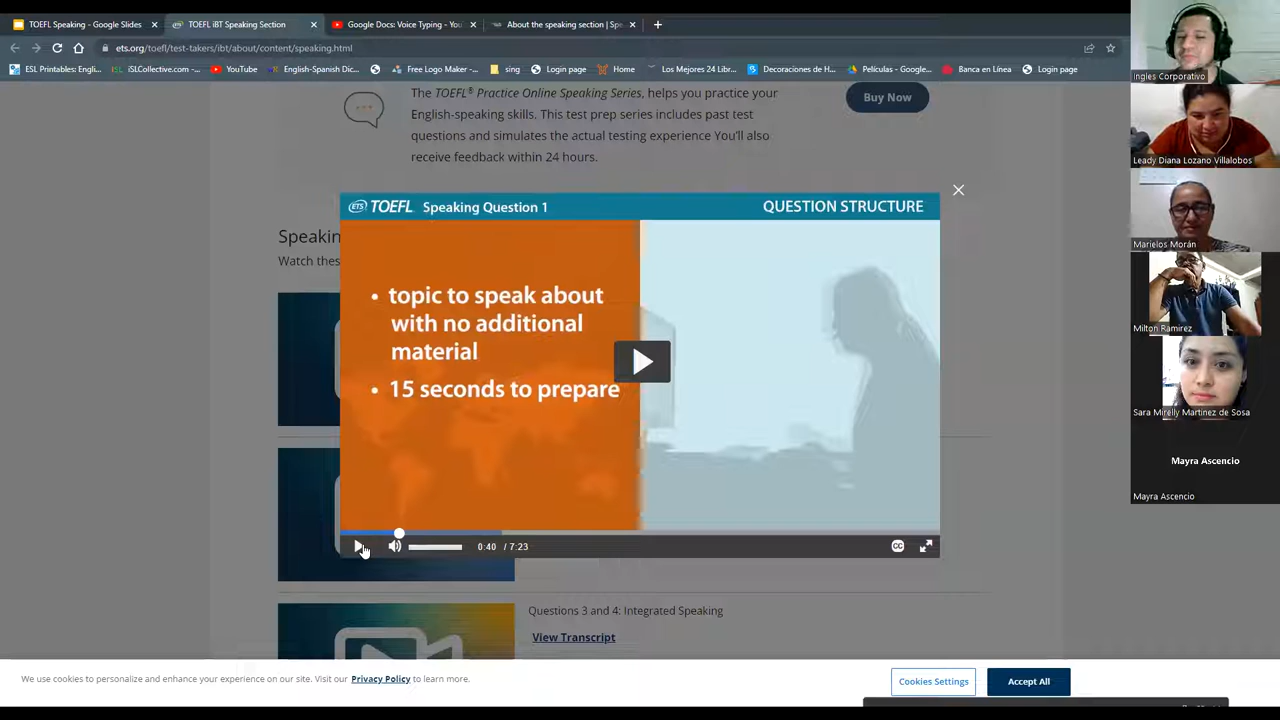 TOEFL Speaking - Google Slides
TOEFL iBT Speaking Section
Google Docs: Voice Typing - You
About the speaking section | Spe
ets.org/toefl/test-takers/ibt/about/content/speaking.html
ESL Printables: Engli...
iSLCollective.com -...
YouTube
English-Spanish Dic...
Free Logo Maker -...
sing
Login page
Home
Los Mejores 24 Libr...
Decoraciones de H...
Películas - Google...
Banca en Línea
Login page
The TOEFL® Practice Online Speaking Series, helps you practice your
English-speaking skills. This test prep series includes past test
questions and simulates the actual testing experience You'll also
receive feedback within 24 hours.
Buy Now
Speakin
Watch thes
ETS TOEFL Speaking Question 1
QUESTION STRUCTURE
• topic to speak about
with no additional
material
• 15 seconds to prepare
0:40 / 7:23
CC
Questions 3 and 4: Integrated Speaking
View Transcript
We use cookies to personalize and enhance your experience on our site. Visit our Privacy Policy to learn more.
Cookies Settings
Accept All
Ingles Corporativo
Leady Diana Lozano Villalobos
Marielos Morán
Milton Ramirez
Sara Mirelly Martinez de Sosa
Mayra Ascencio
Mayra Ascencio